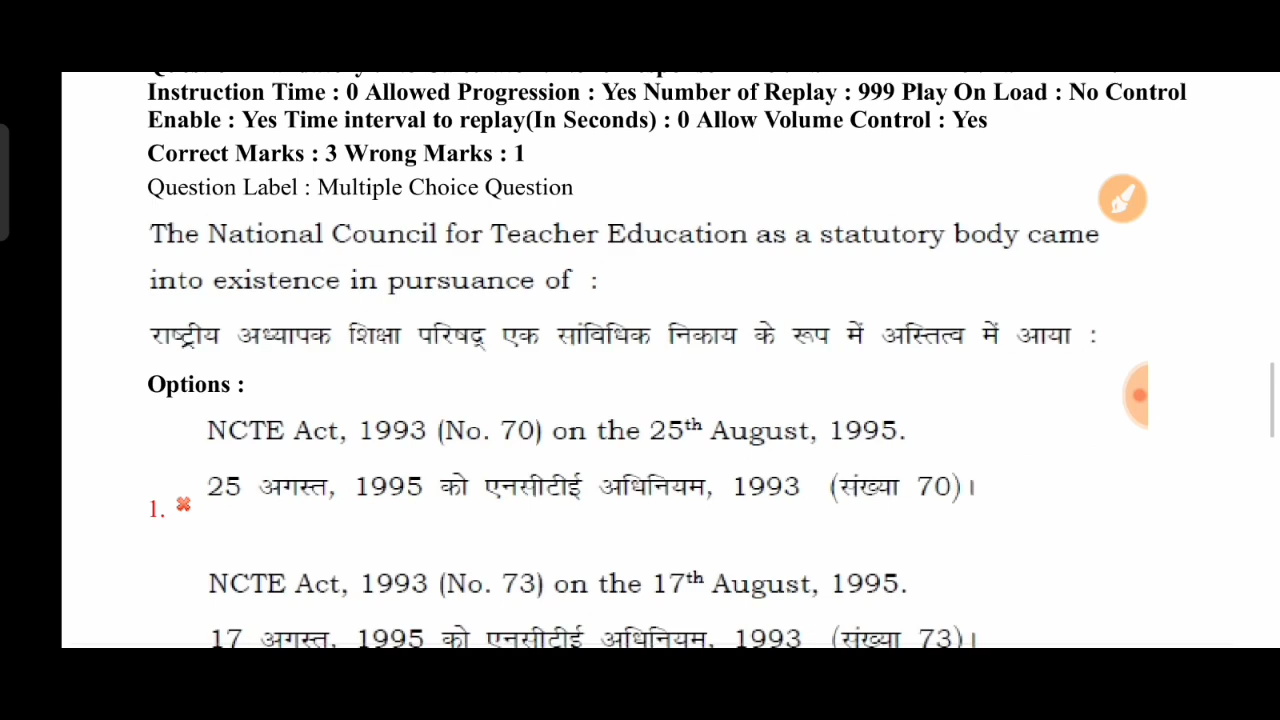 Instruction Time : 0 Allowed Progression : Yes Number of Replay : 999 Play On Load : No Control
Enable : Yes Time interval to replay(In Seconds) : 0 Allow Volume Control : Yes
Correct Marks : 3 Wrong Marks : 1
Question Label : Multiple Choice Question
The National Council for Teacher Education as a statutory body came
into existence in pursuance of :
राष्ट्रीय अध्यापक शिक्षा परिषद् एक सांविधिक निकाय के रूप में अस्तित्व में आया :
Options :
NCTE Act, 1993 (No. 70) on the 25th August, 1995.
25 अगस्त, 1995 को एनसीटीई अधिनियम, 1993 (संख्या 70)।
1.
NCTE Act, 1993 (No. 73) on the 17th August, 1995.
17 अगस्त, 1995 को एनसीटीई अधिनियम, 1993 (संख्या 73)।